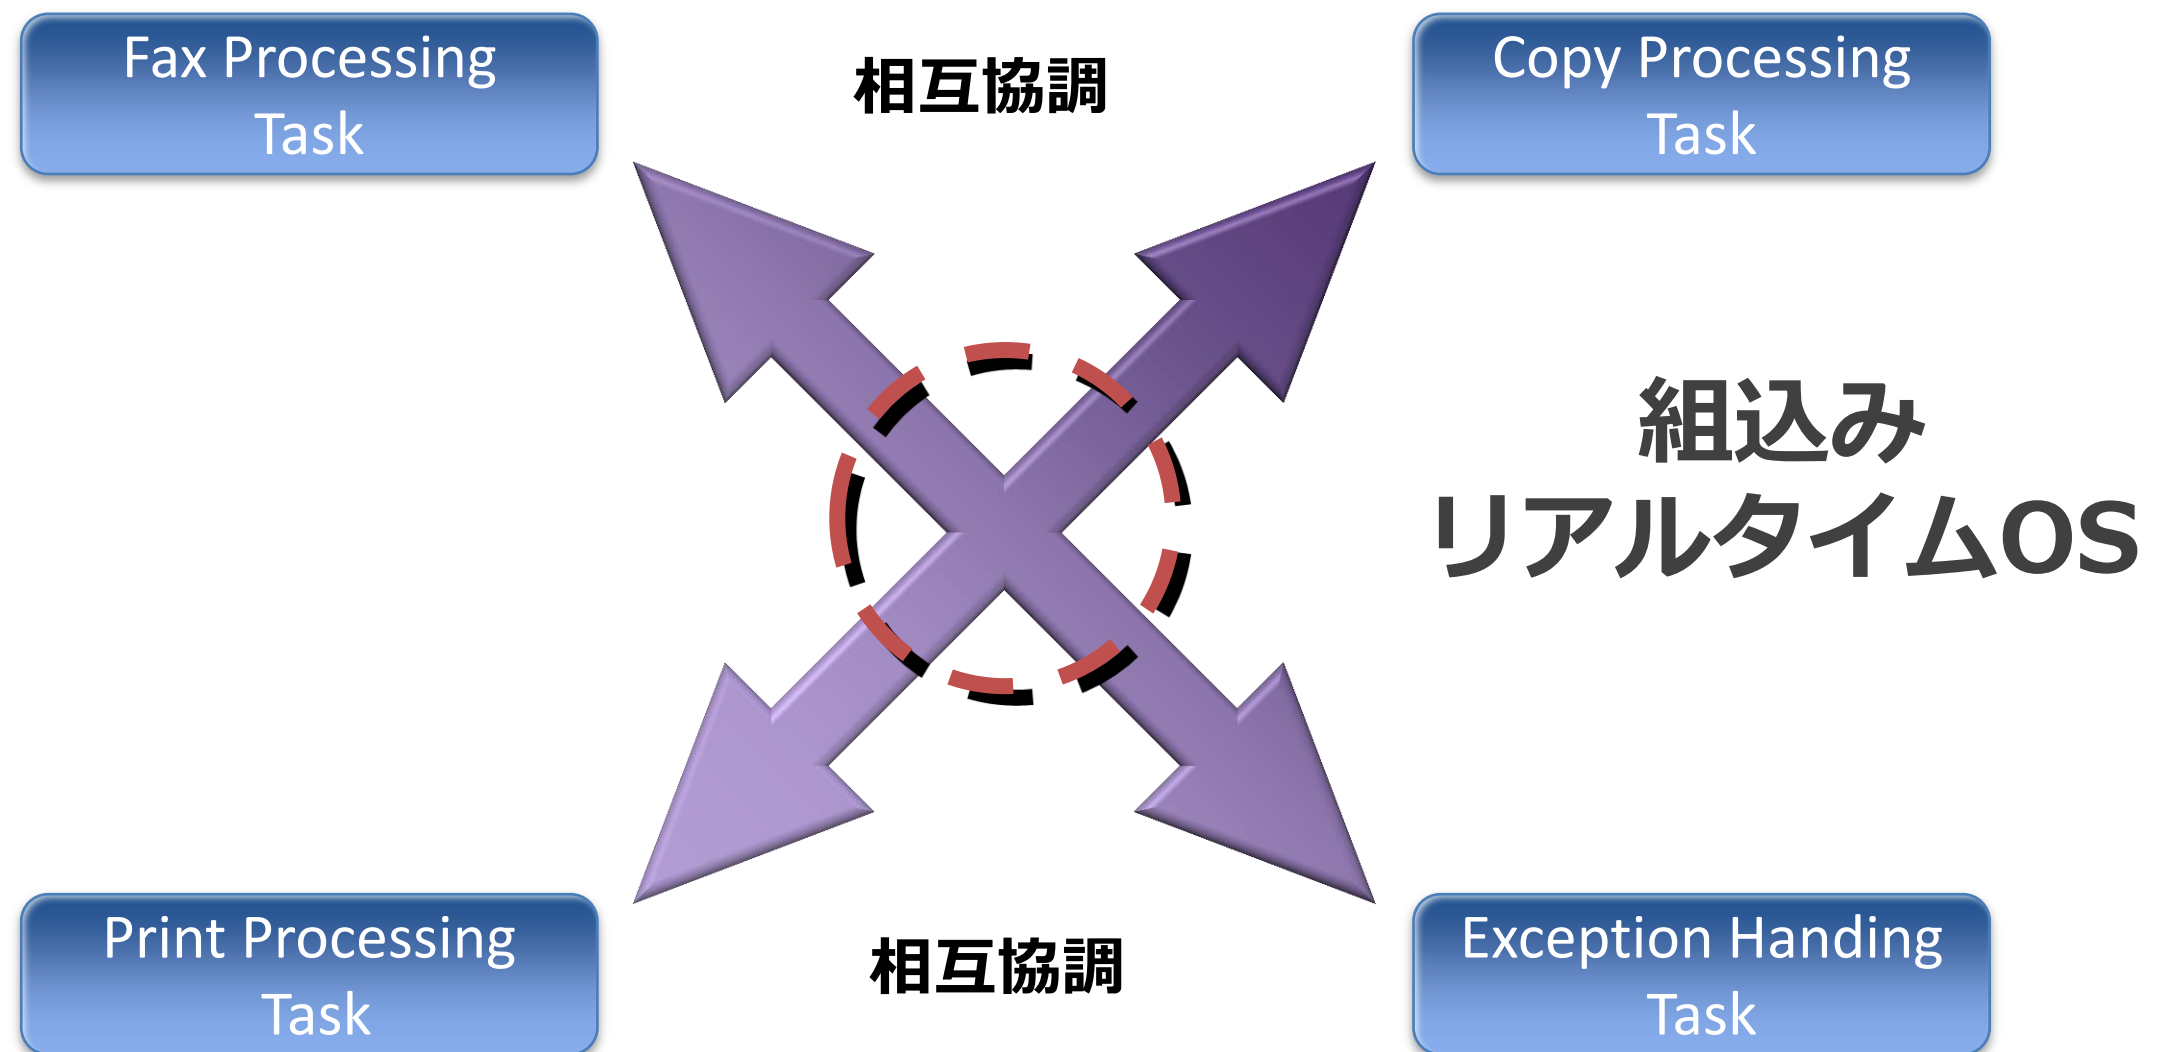 Fax Processing
Task
相互協調
Copy Processing
Task
組込み
リアルタイムOS
Print Processing
Task
相互協調
Exception Handing
Task